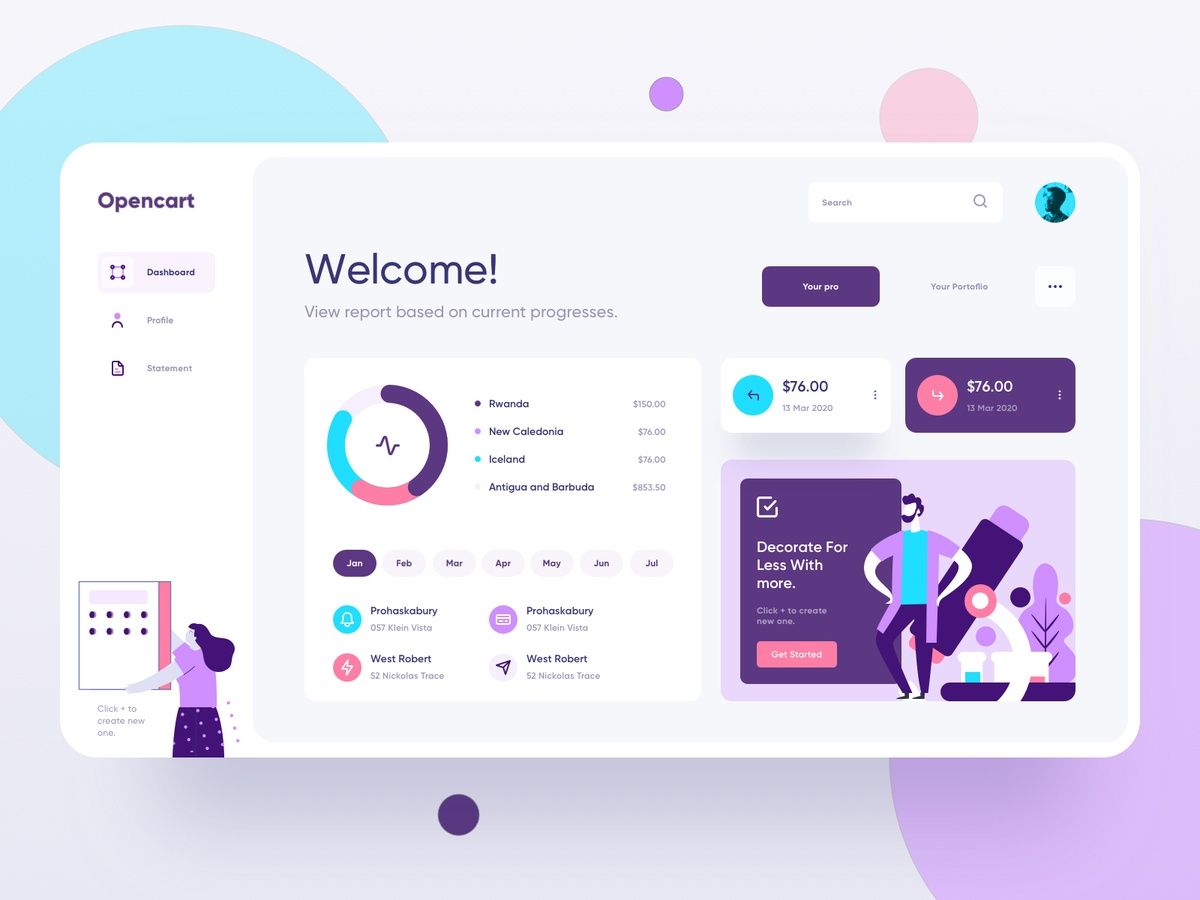 Opencart
Dashboard
Profile
Statement
Click + to
create new
one.
Search
Welcome!
View report based on current progresses.
Your pro
Your Portoflio
Rwanda $150.00
New Caledonia $76.00
Iceland $76.00
Antigua and Barbuda $853.50
Jan Feb Mar Apr May Jun Jul
Prohaskabury
057 Klein Vista
Prohaskabury
057 Klein Vista
West Robert
52 Nickolas Trace
West Robert
52 Nickolas Trace
$76.00
13 Mar 2020
$76.00
13 Mar 2020
Decorate For
Less With
more.
Click + to create
new one.
Get Started